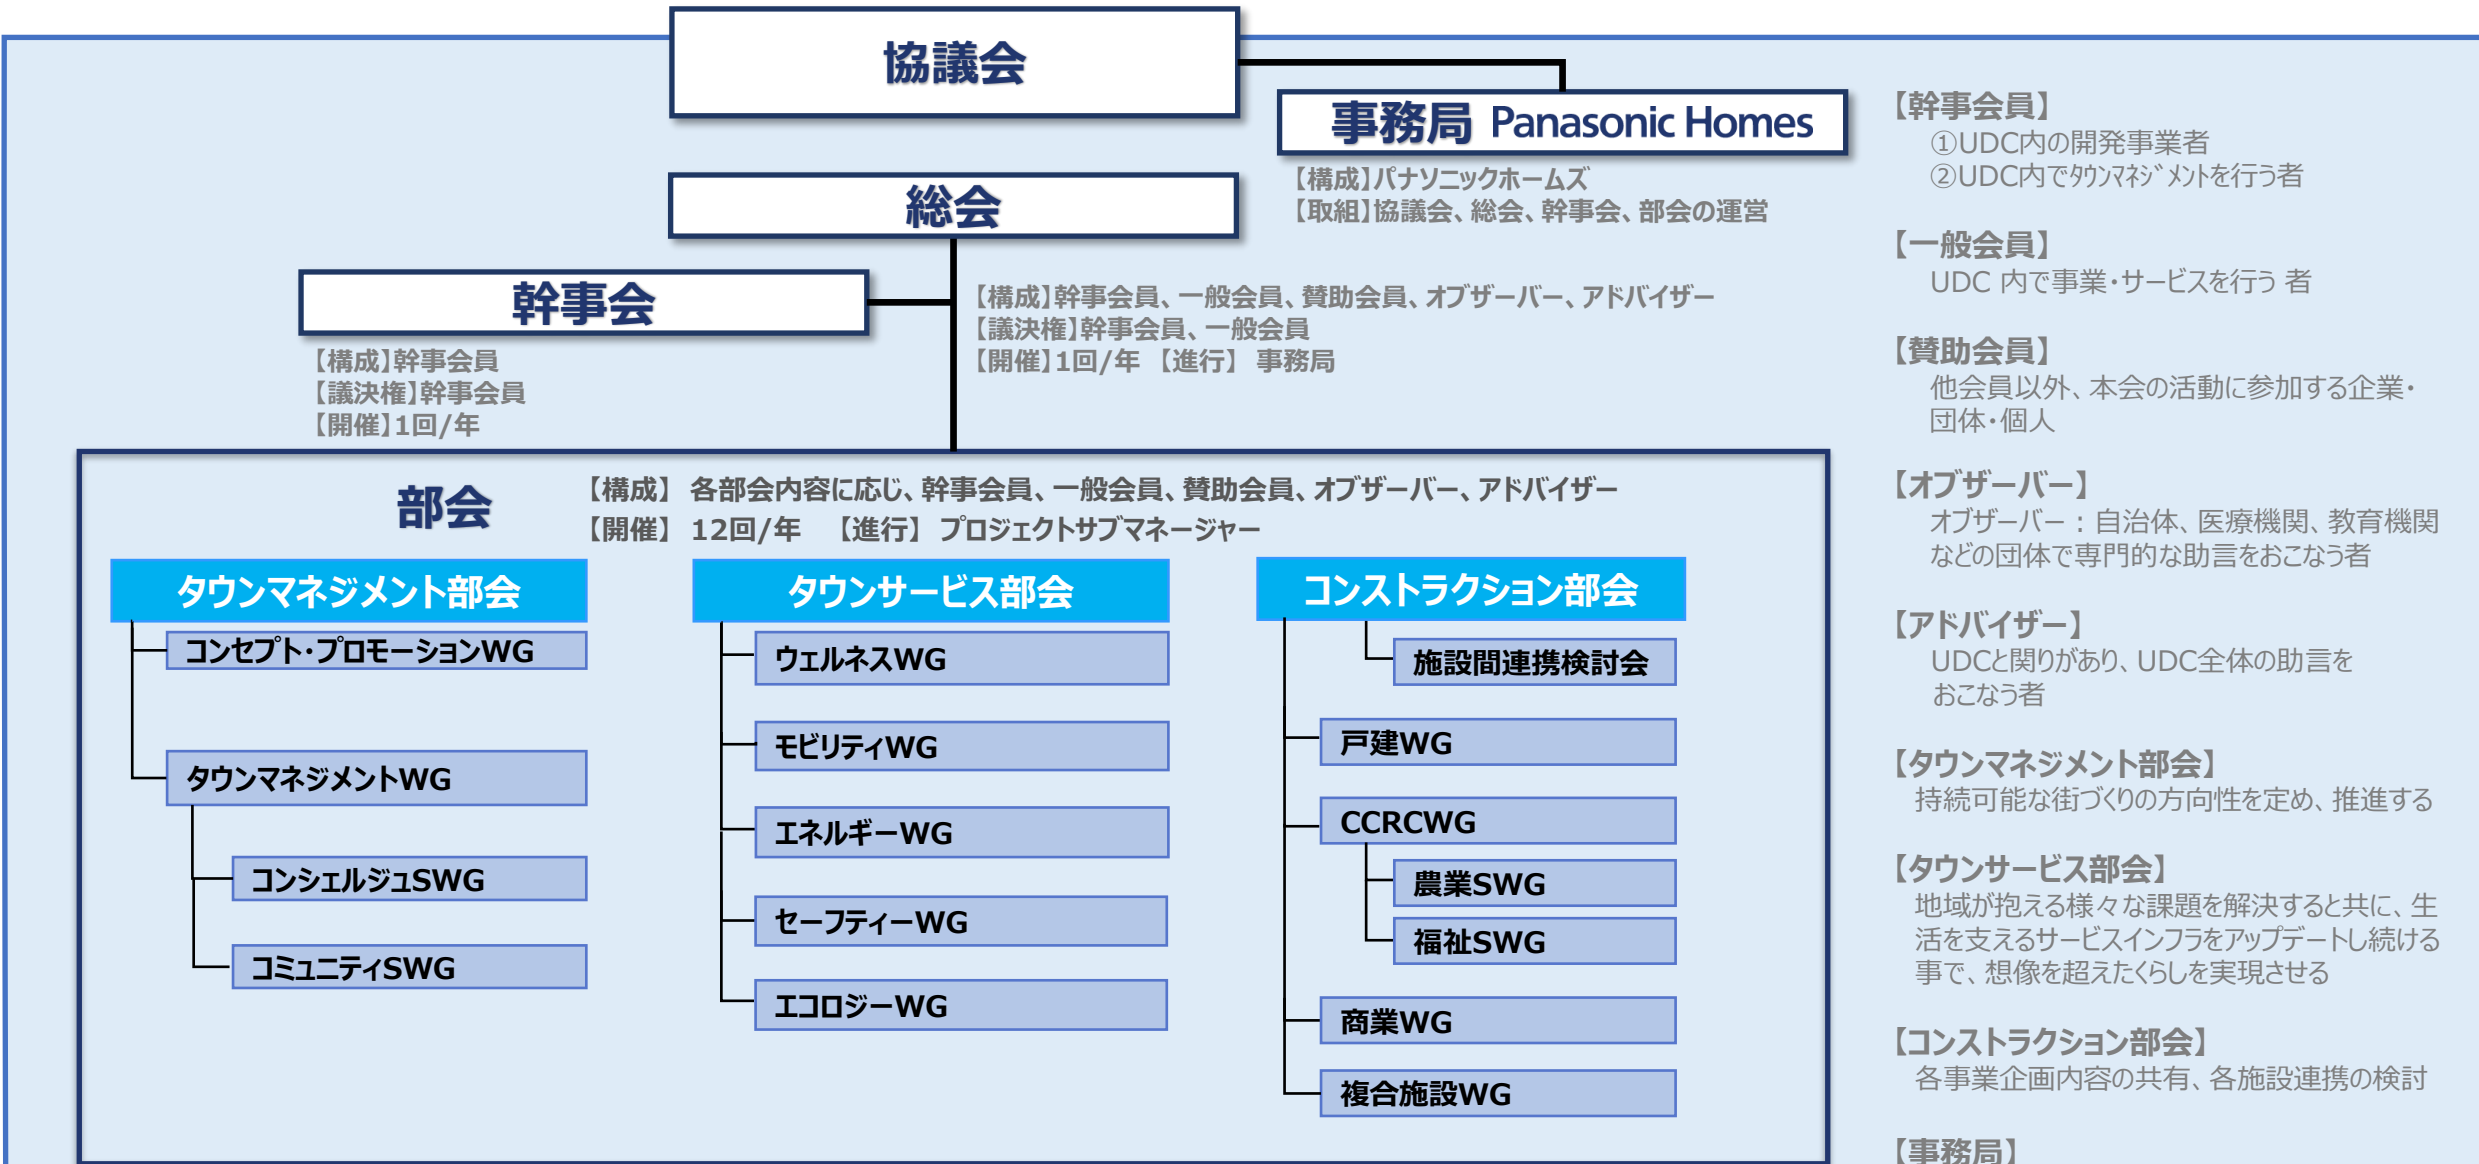 協議会
事務局 Panasonic Homes
【構成】パナソニックホームズ
【取組】協議会、総会、幹事会、部会の運営
総会
幹事会
【構成】幹事会員、一般会員、賛助会員、オブザーバー、アドバイザー
【議決権】幹事会員、一般会員
【開催】1回/年 【進行】 事務局
【構成】幹事会員
【議決権】幹事会員
【開催】1回/年
部会
【構成】 各部会内容に応じ、幹事会員、一般会員、賛助会員、オブザーバー、アドバイザー
【開催】 12回/年 【進行】 プロジェクトサブマネージャー
タウンマネジメント部会
コンセプト・プロモーションWG
タウンマネジメントWG
コンシェルジュSWG
コミュニティSWG
タウンサービス部会
ウェルネスWG
モビリティWG
エネルギーWG
セーフティーWG
エコロジーWG
コンストラクション部会
施設間連携検討会
戸建WG
CCRCWG
農業SWG
福祉SWG
商業WG
複合施設WG
【幹事会員】
①UDC内の開発事業者
②UDC内でﾀｳﾝﾏﾈｼﾞﾒﾝﾄを行う者
【一般会員】
UDC 内で事業・サービスを行う 者
【賛助会員】
他会員以外、本会の活動に参加する企業・
団体・個人
【オブザーバー】
オブザーバー：自治体、医療機関、教育機関
などの団体で専門的な助言をおこなう者
【アドバイザー】
UDCと関りがあり、UDC全体の助言を
おこなう者
【タウンマネジメント部会】
持続可能な街づくりの方向性を定め、推進する
【タウンサービス部会】
地域が抱える様々な課題を解決すると共に、生
活を支えるサービスインフラをアップデートし続ける
事で、想像を超えたくらしを実現させる
【コンストラクション部会】
各事業企画内容の共有、各施設連携の検討
【事務局】